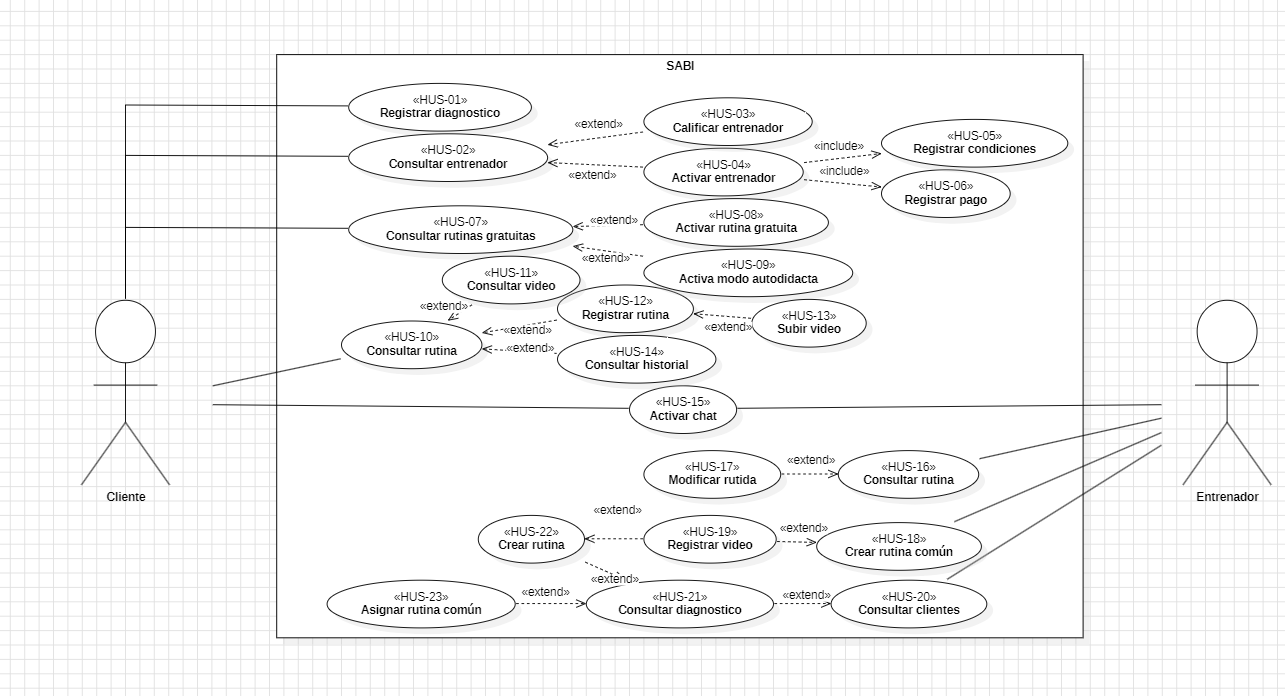 SABI
«HUS-01»
Registrar diagnostico
«HUS-02»
Consultar entrenador
«extend»
«extend»
«HUS-03»
Calificar entrenador
«HUS-04»
Activar entrenador
«include»
«include»
«HUS-05»
Registrar condiciones
«HUS-06»
Registrar pago
«HUS-07»
Consultar rutinas gratuitas
«extend»
«extend»
«HUS-08»
Activar rutina gratuita
«HUS-09»
Activa modo autodidacta
«HUS-11»
Consultar video
«extend»
«HUS-10»
Consultar rutina
«extend»
«extend»
«HUS-12»
Registrar rutina
«extend»
«HUS-13»
Subir video
«HUS-14»
Consultar historial
«HUS-15»
Activar chat
Cliente
Entrenador
«HUS-17»
Modificar rutida
«extend»
«HUS-16»
Consultar rutina
«extend»
«HUS-22»
Crear rutina
«HUS-19»
Registrar video
«extend»
«HUS-18»
Crear rutina común
«extend»
«HUS-23»
Asignar rutina común
«extend»
«HUS-21»
Consultar diagnostico
«extend»
«HUS-20»
Consultar clientes